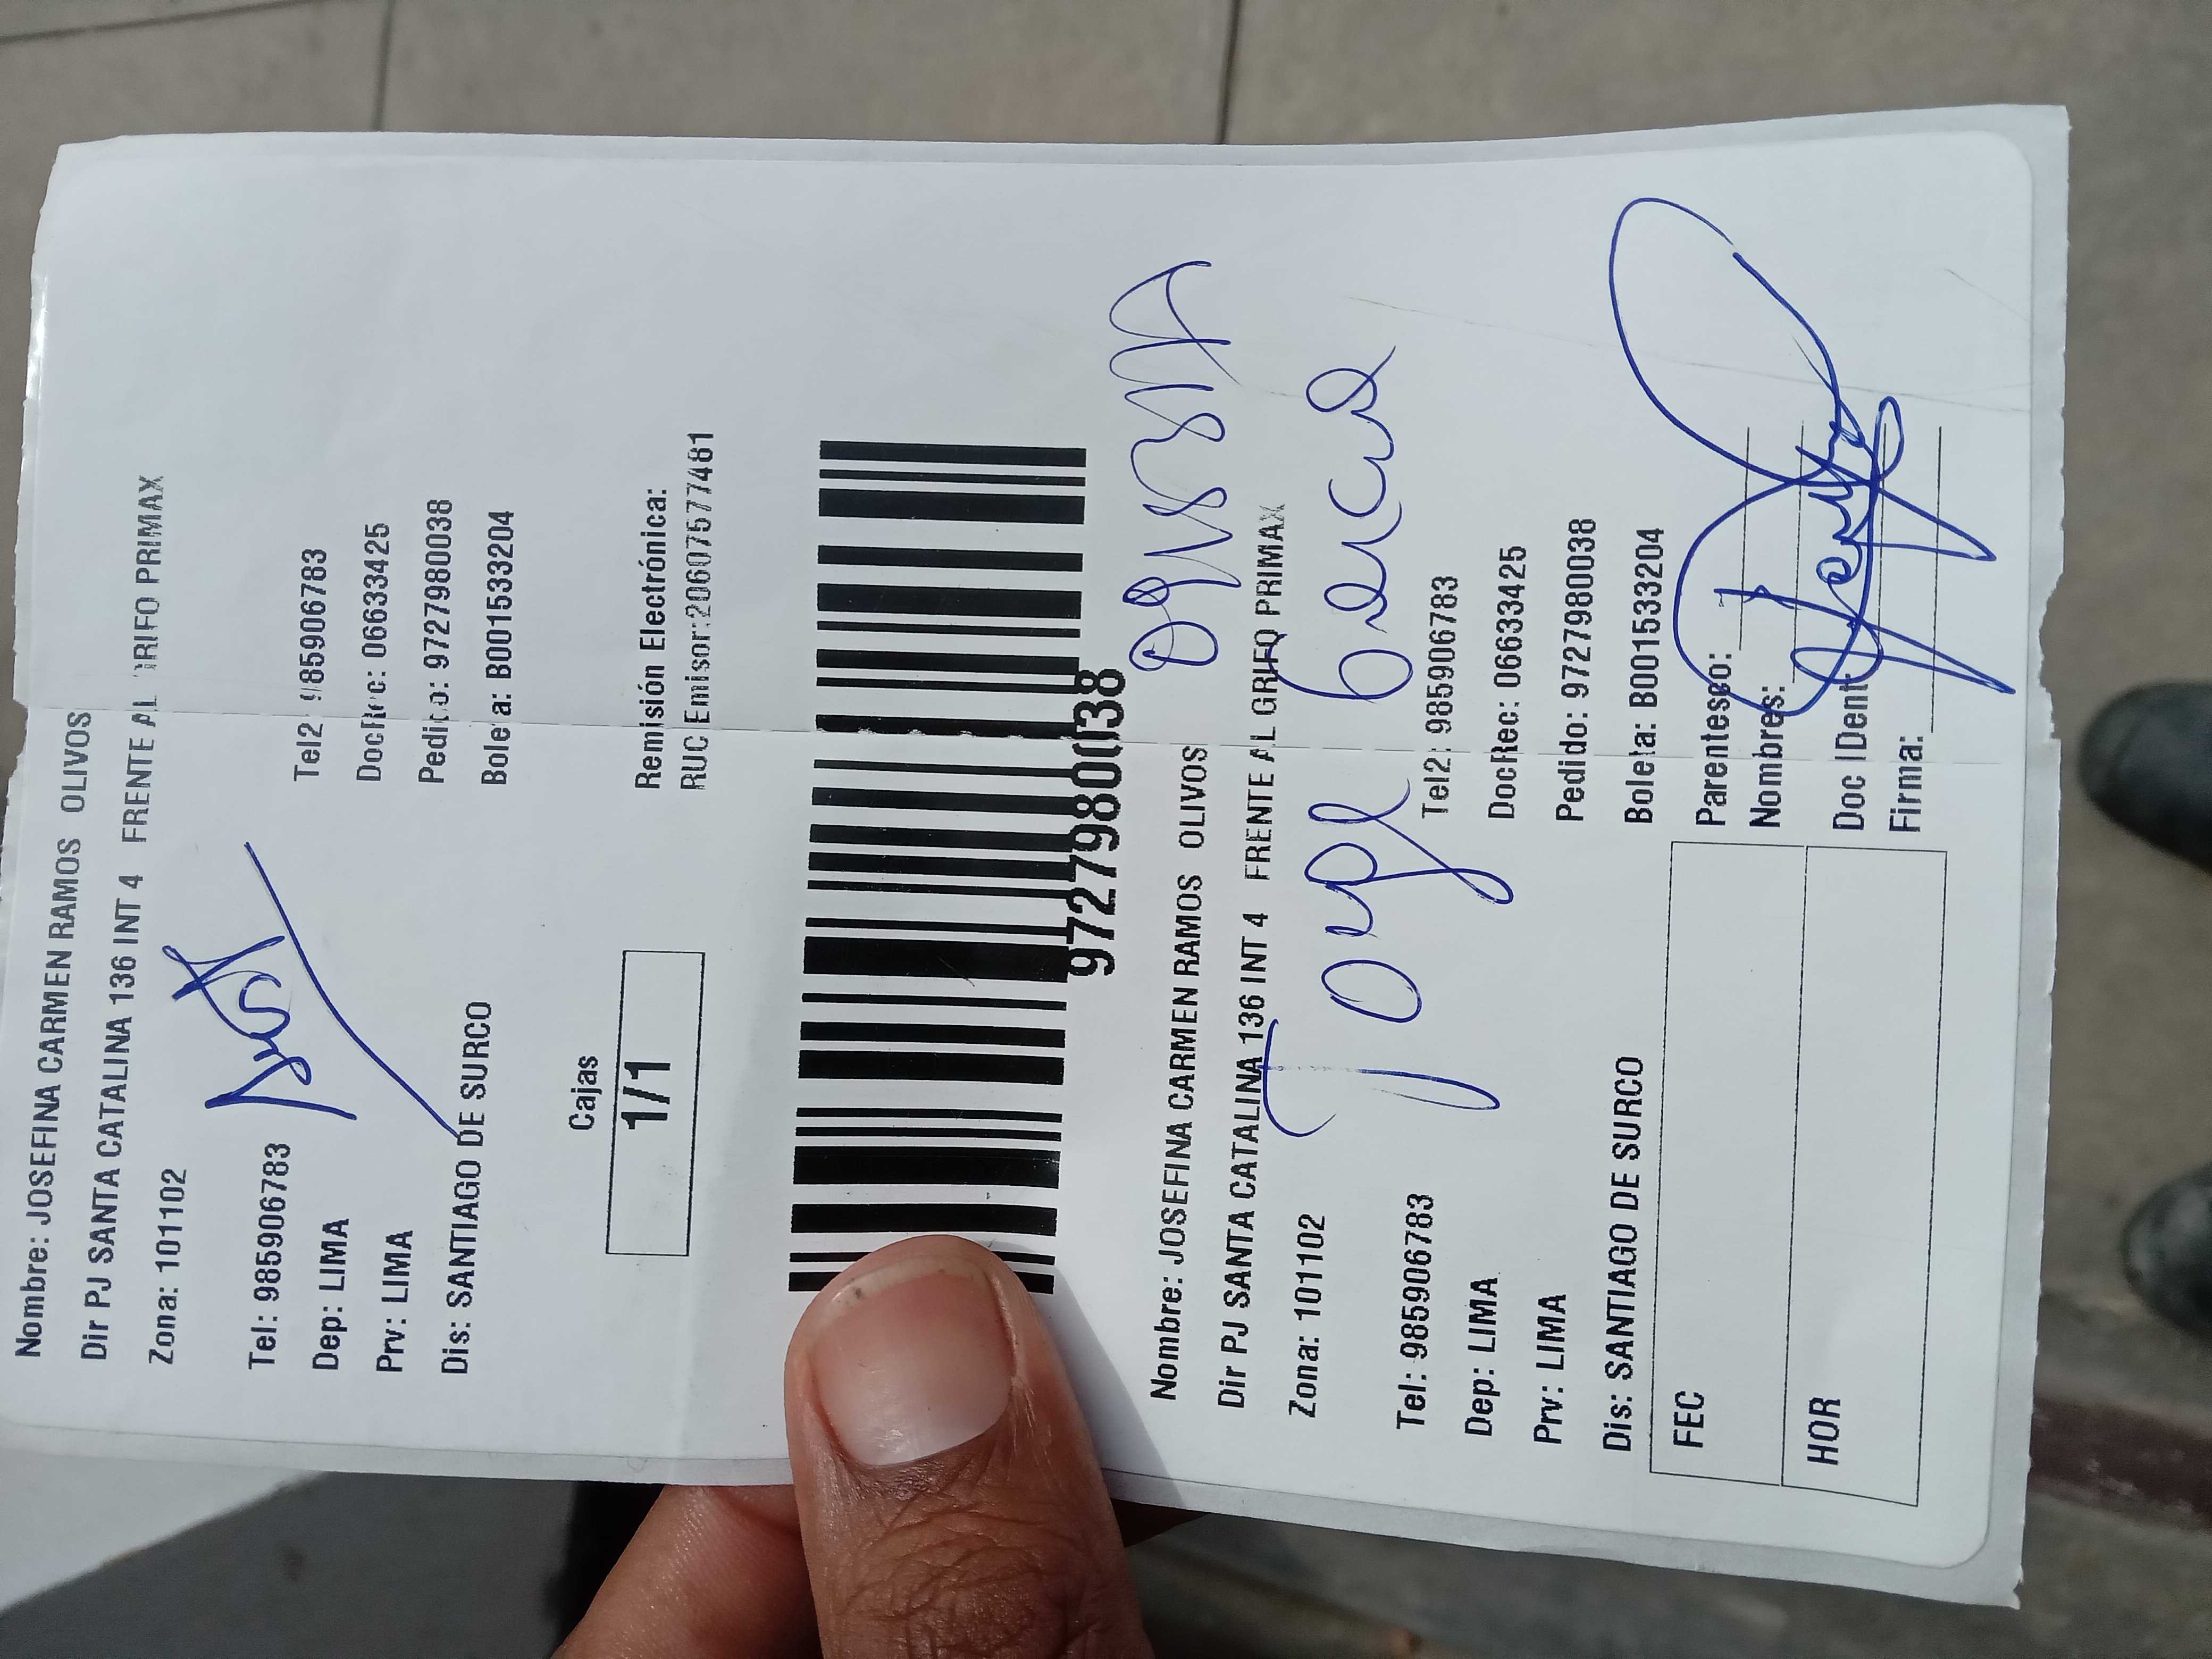 Nombre: JOSEFINA CARMEN RAMOS OLIVOS
Dir PJ SANTA CATALINA 136 INT 4 FRENTE AL GRIFO PRIMAX
Zona: 101102
Tel: 985906783 Tel2: 985906783
Dep: LIMA DocRec: 06633425
Prv: LIMA Pedido: 9727980038
Dis: SANTIAGO DE SURCO Boleta: B001533204
Cajas
1/1
Remisión Electrónica:
RUC Emisor:20607577481
9727980038
Nombre: JOSEFINA CARMEN RAMOS OLIVOS
Dir PJ SANTA CATALINA 136 INT 4 FRENTE AL GRIFO PRIMAX
Zona: 101102
Jorge
Tel: 985906783 Tel2: 985906783
Dep: LIMA DocRec: 06633425
Prv: LIMA Pedido: 9727980038
Dis: SANTIAGO DE SURCO Boleta: B001533204
FEC
HOR
Parentesco:
Nombres:
Doc IDent
Firma: